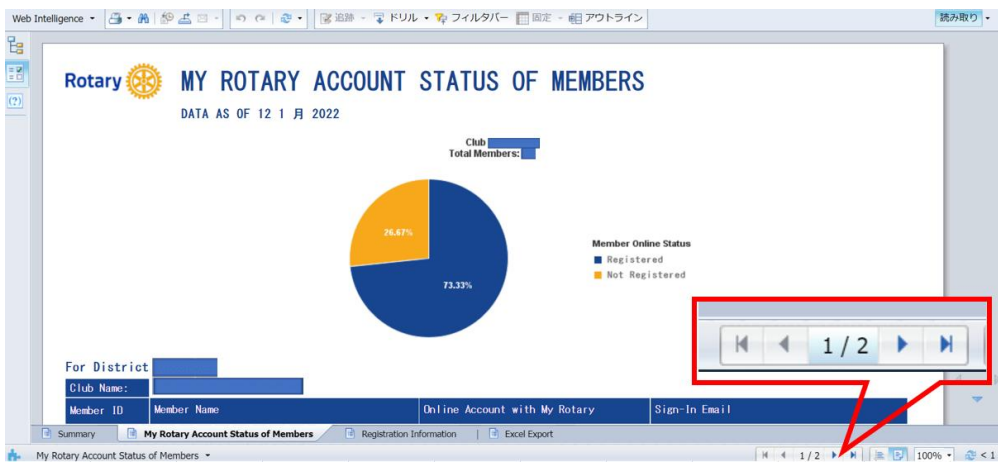 Web Intelligence
追跡 ドリル フィルタバー 固定 アウトライン
読み取り
Rotary MY ROTARY ACCOUNT STATUS OF MEMBERS
DATA AS OF 12 1 月 2022
Club
Total Members:
26.67%
73.33%
Member Online Status
Registered
Not Registered
1 / 2
For District
Club Name:
Member ID Member Name Online Account with My Rotary Sign-In Email
Summary My Rotary Account Status of Members Registration Information Excel Export
My Rotary Account Status of Members 1 / 2 100% < 1